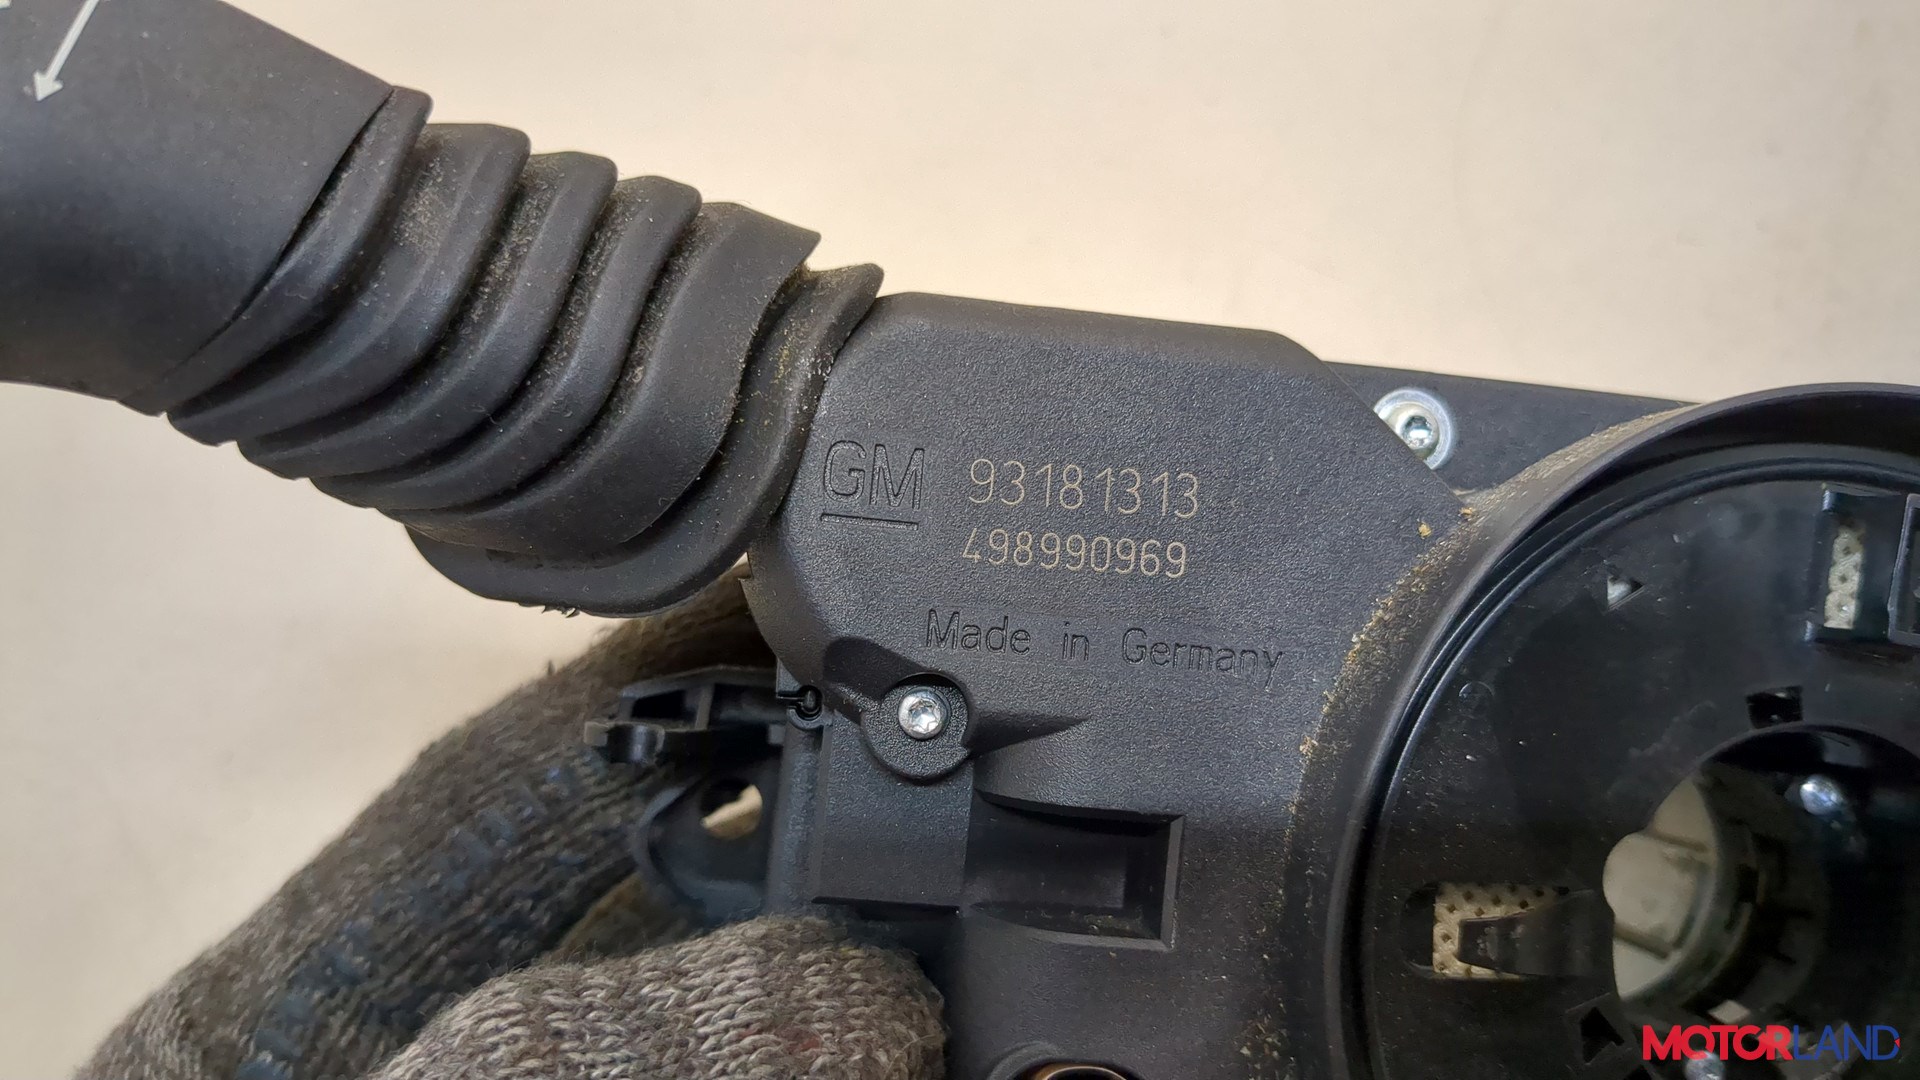 GM 93181313
498990969
Made in Germany
MOTORLAND